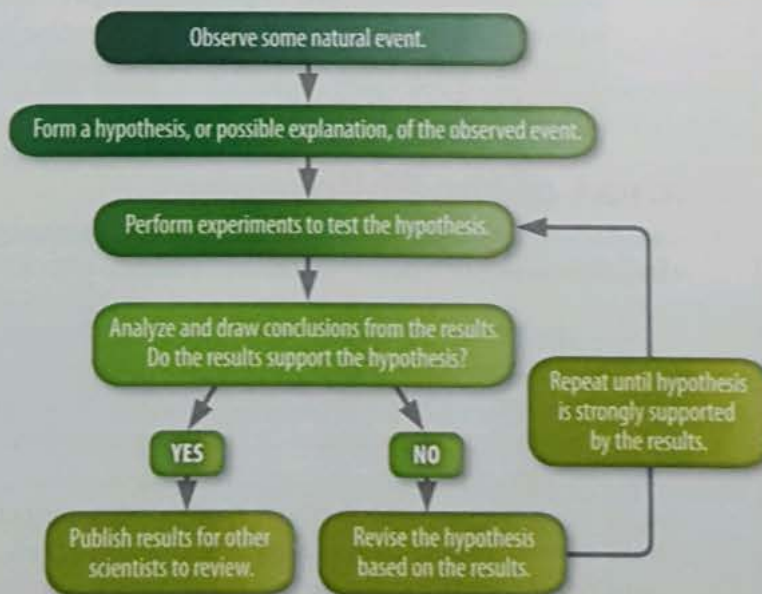 Observe some natural event.
Form a hypothesis, or possible explanation, of the observed event.
Perform experiments to test the hypothesis.
Analyze and draw conclusions from the results.
Do the results support the hypothesis?
YES
NO
Publish results for other
scientists to review.
Revise the hypothesis
based on the results.
Repeat until hypothesis
is strongly supported
by the results.